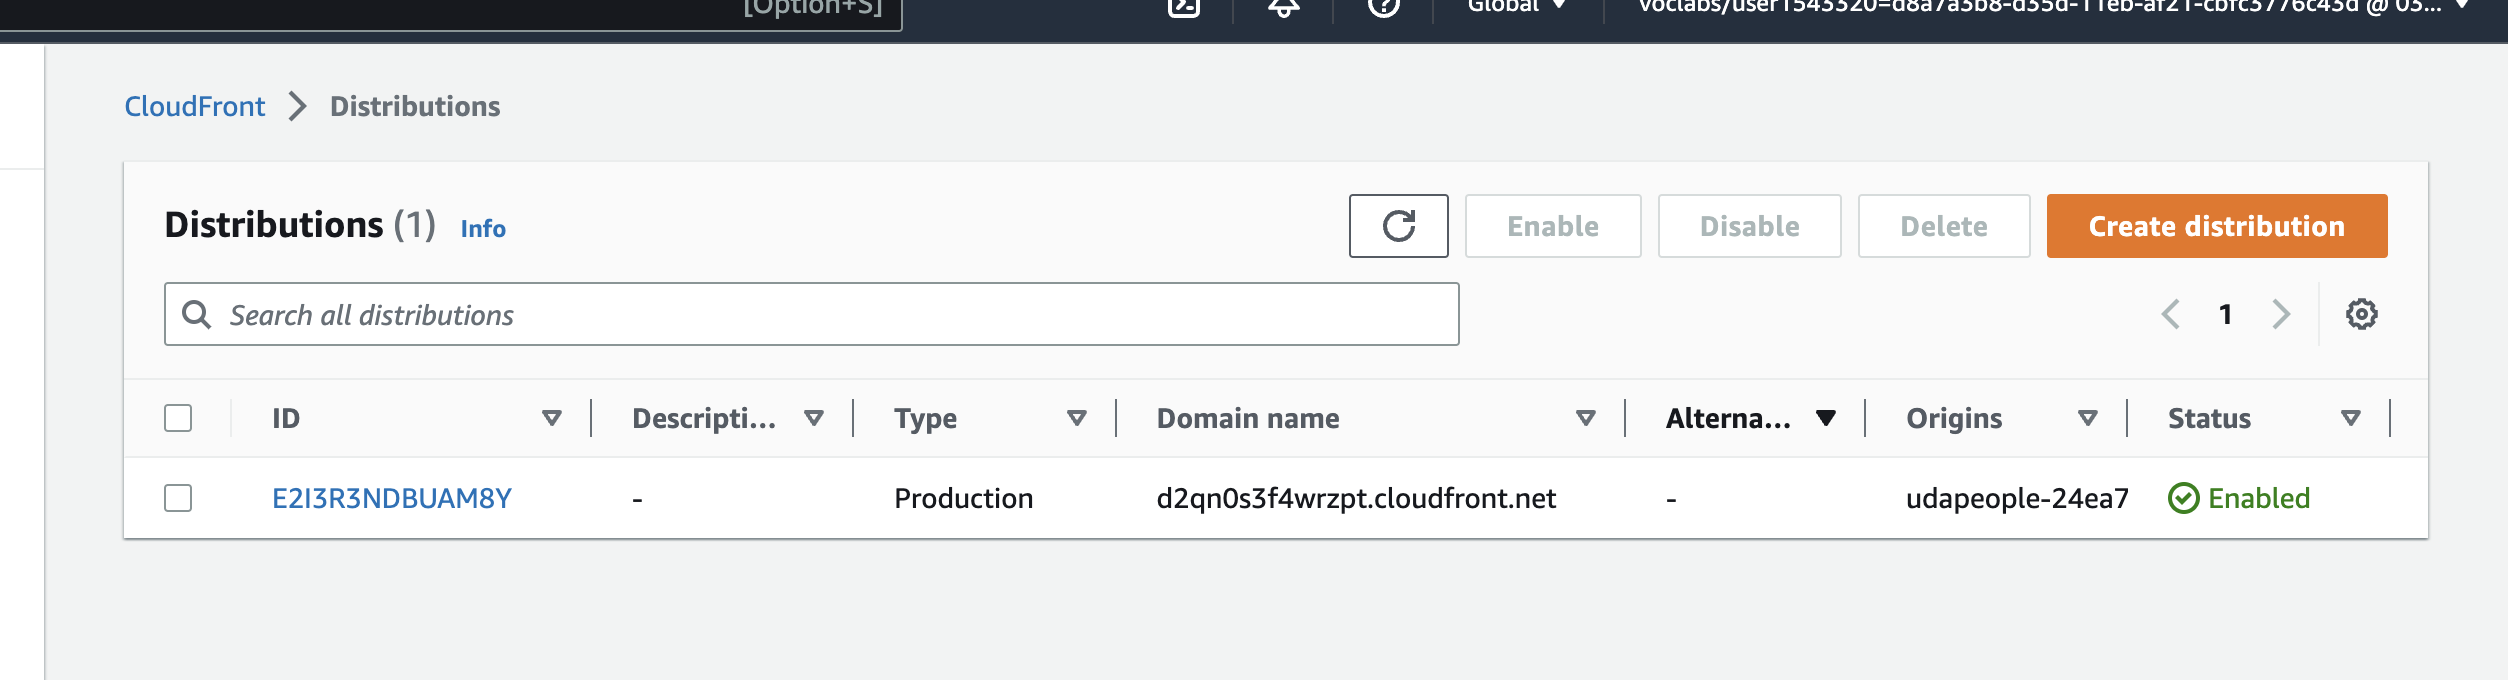 [Option+S] Global voclabs/user1543320=d8a7a3b8-d35d-11eb-af21-cbfc3776c43d @ 03...
CloudFront Distributions
Distributions (1) Info Enable Disable Delete Create distribution
Search all distributions 1
ID Descripti... Type Domain name Alterna... Origins Status
E2I3R3NDBUAM8Y - Production d2qn0s3f4wrzpt.cloudfront.net - udapeople-24ea7 Enabled